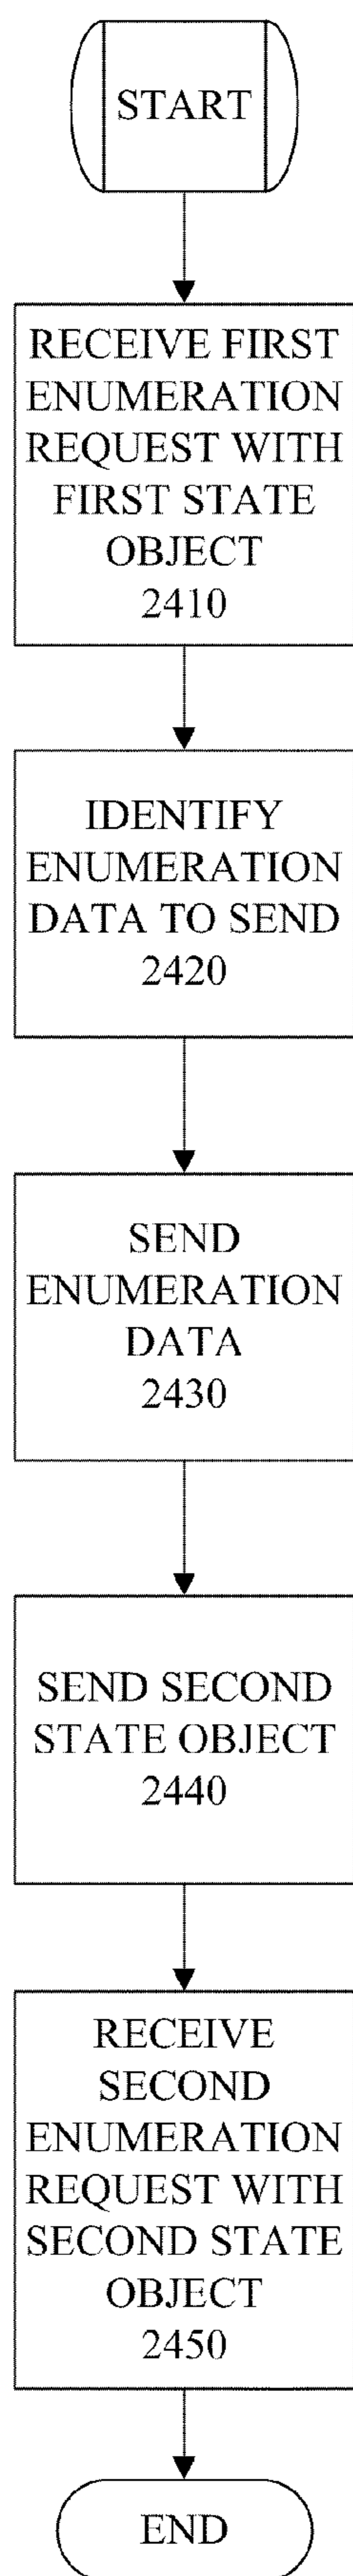 START
RECEIVE FIRST
ENUMERATION
REQUEST WITH
FIRST STATE
OBJECT
2410
IDENTIFY
ENUMERATION
DATA TO SEND
2420
SEND
ENUMERATION
DATA
2430
SEND SECOND
STATE OBJECT
2440
RECEIVE
SECOND
ENUMERATION
REQUEST WITH
SECOND STATE
OBJECT
2450
END